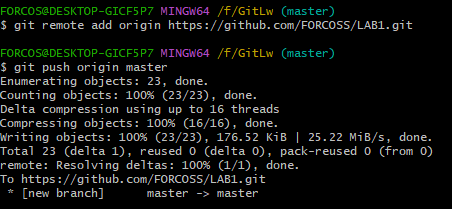 FORCOS@DESKTOP-GICF5P7 MINGW64 /f/GitLw (master)
$ git remote add origin https://github.com/FORCOSS/LAB1.git
FORCOS@DESKTOP-GICF5P7 MINGW64 /f/GitLw (master)
$ git push origin master
Enumerating objects: 23, done.
Counting objects: 100% (23/23), done.
Delta compression using up to 16 threads
Compressing objects: 100% (16/16), done.
Writing objects: 100% (23/23), 176.52 KiB | 25.22 MiB/s, done.
Total 23 (delta 1), reused 0 (delta 0), pack-reused 0 (from 0)
remote: Resolving deltas: 100% (1/1), done.
To https://github.com/FORCOSS/LAB1.git
 * [new branch]      master -> master